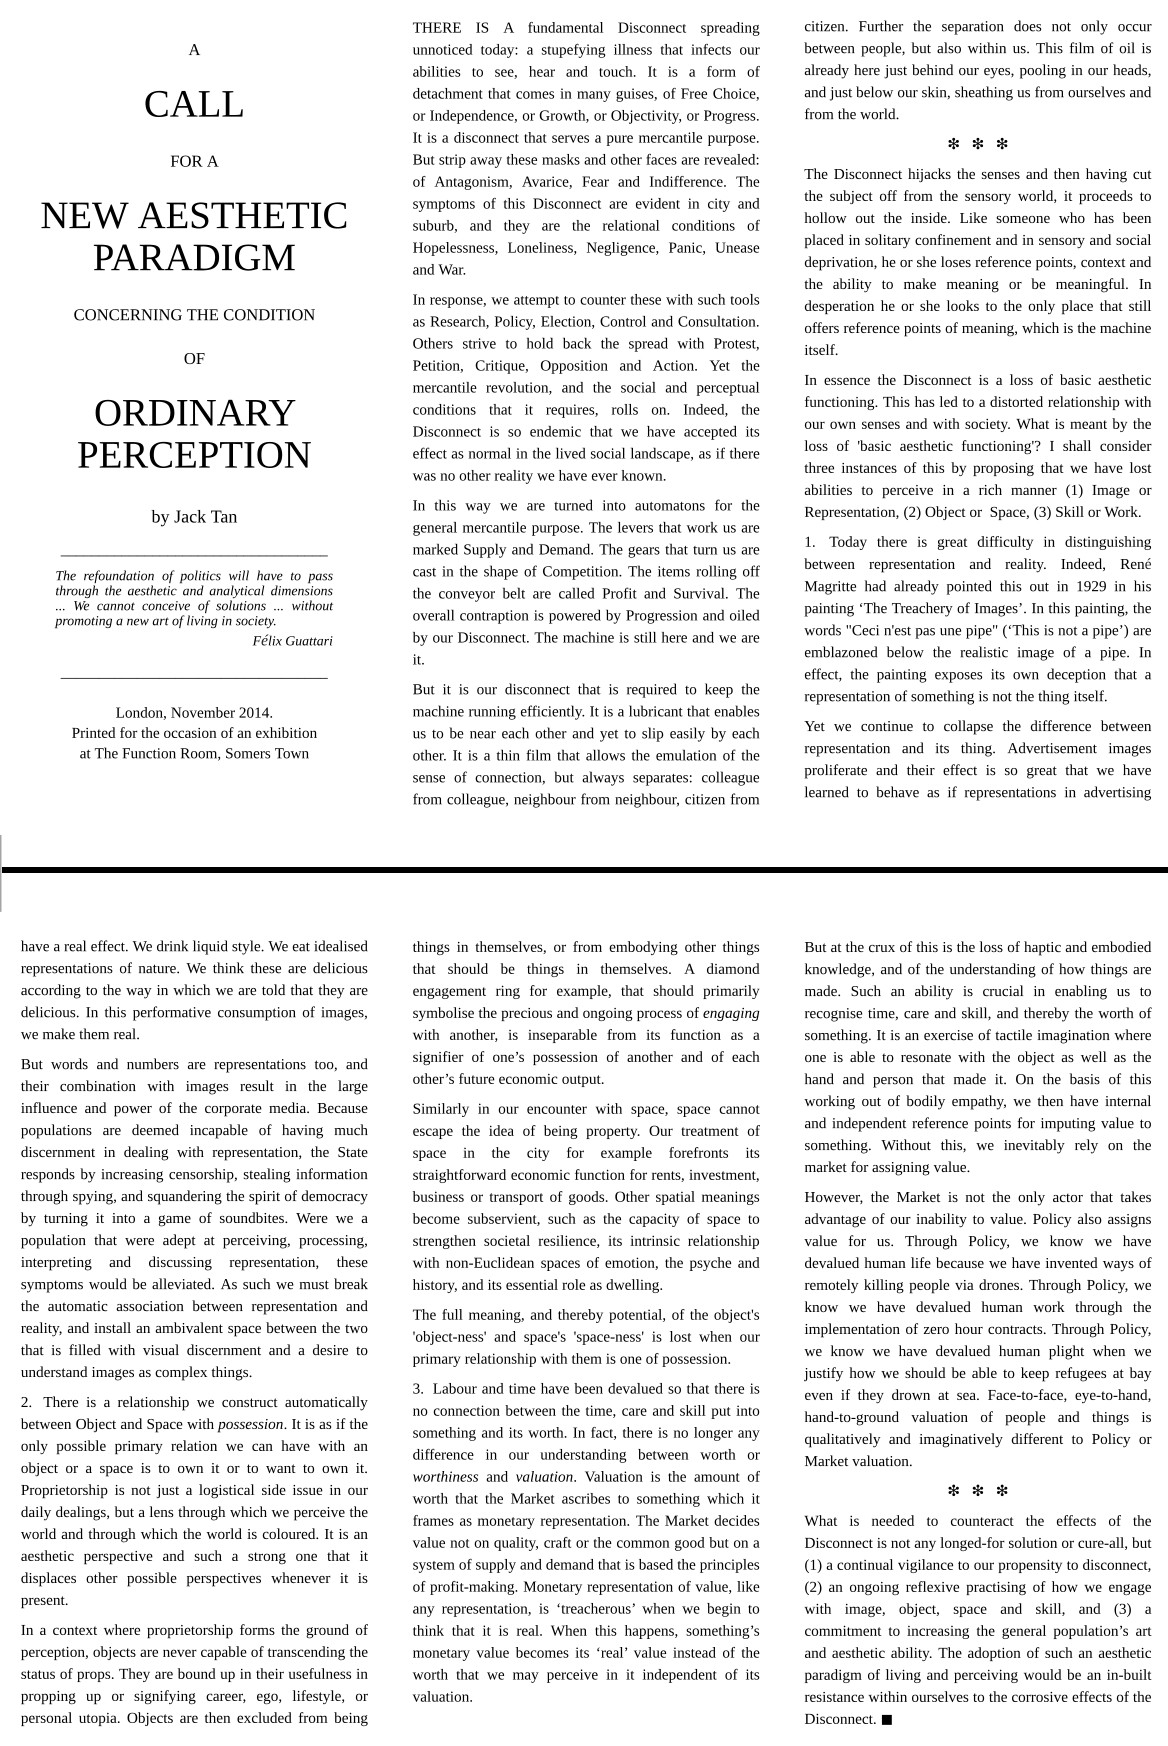 A
CALL
FOR A
NEW AESTHETIC
PARADIGM
CONCERNING THE CONDITION
OF
ORDINARY
PERCEPTION
by Jack Tan
The refoundation of politics will have to pass
through the aesthetic and analytical dimensions
... We cannot conceive of solutions ... without
promoting a new art of living in society.
Félix Guattari
London, November 2014.
Printed for the occasion of an exhibition
at The Function Room, Somers Town
THERE IS A fundamental Disconnect spreading
unnoticed today: a stupefying illness that infects our
abilities to see, hear and touch. It is a form of
detachment that comes in many guises, of Free Choice,
or Independence, or Growth, or Objectivity, or Progress.
It is a disconnect that serves a pure mercantile purpose.
But strip away these masks and other faces are revealed:
of Antagonism, Avarice, Fear and Indifference. The
symptoms of this Disconnect are evident in city and
suburb, and they are the relational conditions of
Hopelessness, Loneliness, Negligence, Panic, Unease
and War.
In response, we attempt to counter these with such tools
as Research, Policy, Election, Control and Consultation.
Others strive to hold back the spread with Protest,
Petition, Critique, Opposition and Action. Yet the
mercantile revolution, and the social and perceptual
conditions that it requires, rolls on. Indeed, the
Disconnect is so endemic that we have accepted its
effect as normal in the lived social landscape, as if there
was no other reality we have ever known.
In this way we are turned into automatons for the
general mercantile purpose. The levers that work us are
marked Supply and Demand. The gears that turn us are
cast in the shape of Competition. The items rolling off
the conveyor belt are called Profit and Survival. The
overall contraption is powered by Progression and oiled
by our Disconnect. The machine is still here and we are
it.
But it is our disconnect that is required to keep the
machine running efficiently. It is a lubricant that enables
us to be near each other and yet to slip easily by each
other. It is a thin film that allows the emulation of the
sense of connection, but always separates: colleague
from colleague, neighbour from neighbour, citizen from
citizen. Further the separation does not only occur
between people, but also within us. This film of oil is
already here just behind our eyes, pooling in our heads,
and just below our skin, sheathing us from ourselves and
from the world.
✻ ✻ ✻
The Disconnect hijacks the senses and then having cut
the subject off from the sensory world, it proceeds to
hollow out the inside. Like someone who has been
placed in solitary confinement and in sensory and social
deprivation, he or she loses reference points, context and
the ability to make meaning or be meaningful. In
desperation he or she looks to the only place that still
offers reference points of meaning, which is the machine
itself.
In essence the Disconnect is a loss of basic aesthetic
functioning. This has led to a distorted relationship with
our own senses and with society. What is meant by the
loss of 'basic aesthetic functioning'? I shall consider
three instances of this by proposing that we have lost
abilities to perceive in a rich manner (1) Image or
Representation, (2) Object or Space, (3) Skill or Work.
1. Today there is great difficulty in distinguishing
between representation and reality. Indeed, René
Magritte had already pointed this out in 1929 in his
painting ‘The Treachery of Images’. In this painting, the
words "Ceci n'est pas une pipe" (‘This is not a pipe’) are
emblazoned below the realistic image of a pipe. In
effect, the painting exposes its own deception that a
representation of something is not the thing itself.
Yet we continue to collapse the difference between
representation and its thing. Advertisement images
proliferate and their effect is so great that we have
learned to behave as if representations in advertising
have a real effect. We drink liquid style. We eat idealised
representations of nature. We think these are delicious
according to the way in which we are told that they are
delicious. In this performative consumption of images,
we make them real.
But words and numbers are representations too, and
their combination with images result in the large
influence and power of the corporate media. Because
populations are deemed incapable of having much
discernment in dealing with representation, the State
responds by increasing censorship, stealing information
through spying, and squandering the spirit of democracy
by turning it into a game of soundbites. Were we a
population that were adept at perceiving, processing,
interpreting and discussing representation, these
symptoms would be alleviated. As such we must break
the automatic association between representation and
reality, and install an ambivalent space between the two
that is filled with visual discernment and a desire to
understand images as complex things.
2. There is a relationship we construct automatically
between Object and Space with possession. It is as if the
only possible primary relation we can have with an
object or a space is to own it or to want to own it.
Proprietorship is not just a logistical side issue in our
daily dealings, but a lens through which we perceive the
world and through which the world is coloured. It is an
aesthetic perspective and such a strong one that it
displaces other possible perspectives whenever it is
present.
In a context where proprietorship forms the ground of
perception, objects are never capable of transcending the
status of props. They are bound up in their usefulness in
propping up or signifying career, ego, lifestyle, or
personal utopia. Objects are then excluded from being
things in themselves, or from embodying other things
that should be things in themselves. A diamond
engagement ring for example, that should primarily
symbolise the precious and ongoing process of engaging
with another, is inseparable from its function as a
signifier of one’s possession of another and of each
other’s future economic output.
Similarly in our encounter with space, space cannot
escape the idea of being property. Our treatment of
space in the city for example forefronts its
straightforward economic function for rents, investment,
business or transport of goods. Other spatial meanings
become subservient, such as the capacity of space to
strengthen societal resilience, its intrinsic relationship
with non-Euclidean spaces of emotion, the psyche and
history, and its essential role as dwelling.
The full meaning, and thereby potential, of the object's
'object-ness' and space's 'space-ness' is lost when our
primary relationship with them is one of possession.
3. Labour and time have been devalued so that there is
no connection between the time, care and skill put into
something and its worth. In fact, there is no longer any
difference in our understanding between worth or
worthiness and valuation. Valuation is the amount of
worth that the Market ascribes to something which it
frames as monetary representation. The Market decides
value not on quality, craft or the common good but on a
system of supply and demand that is based the principles
of profit-making. Monetary representation of value, like
any representation, is ‘treacherous’ when we begin to
think that it is real. When this happens, something’s
monetary value becomes its ‘real’ value instead of the
worth that we may perceive in it independent of its
valuation.
But at the crux of this is the loss of haptic and embodied
knowledge, and of the understanding of how things are
made. Such an ability is crucial in enabling us to
recognise time, care and skill, and thereby the worth of
something. It is an exercise of tactile imagination where
one is able to resonate with the object as well as the
hand and person that made it. On the basis of this
working out of bodily empathy, we then have internal
and independent reference points for imputing value to
something. Without this, we inevitably rely on the
market for assigning value.
However, the Market is not the only actor that takes
advantage of our inability to value. Policy also assigns
value for us. Through Policy, we know we have
devalued human life because we have invented ways of
remotely killing people via drones. Through Policy, we
know we have devalued human work through the
implementation of zero hour contracts. Through Policy,
we know we have devalued human plight when we
justify how we should be able to keep refugees at bay
even if they drown at sea. Face-to-face, eye-to-hand,
hand-to-ground valuation of people and things is
qualitatively and imaginatively different to Policy or
Market valuation.
✻ ✻ ✻
What is needed to counteract the effects of the
Disconnect is not any longed-for solution or cure-all, but
(1) a continual vigilance to our propensity to disconnect,
(2) an ongoing reflexive practising of how we engage
with image, object, space and skill, and (3) a
commitment to increasing the general population’s art
and aesthetic ability. The adoption of such an aesthetic
paradigm of living and perceiving would be an in-built
resistance within ourselves to the corrosive effects of the
Disconnect. ■